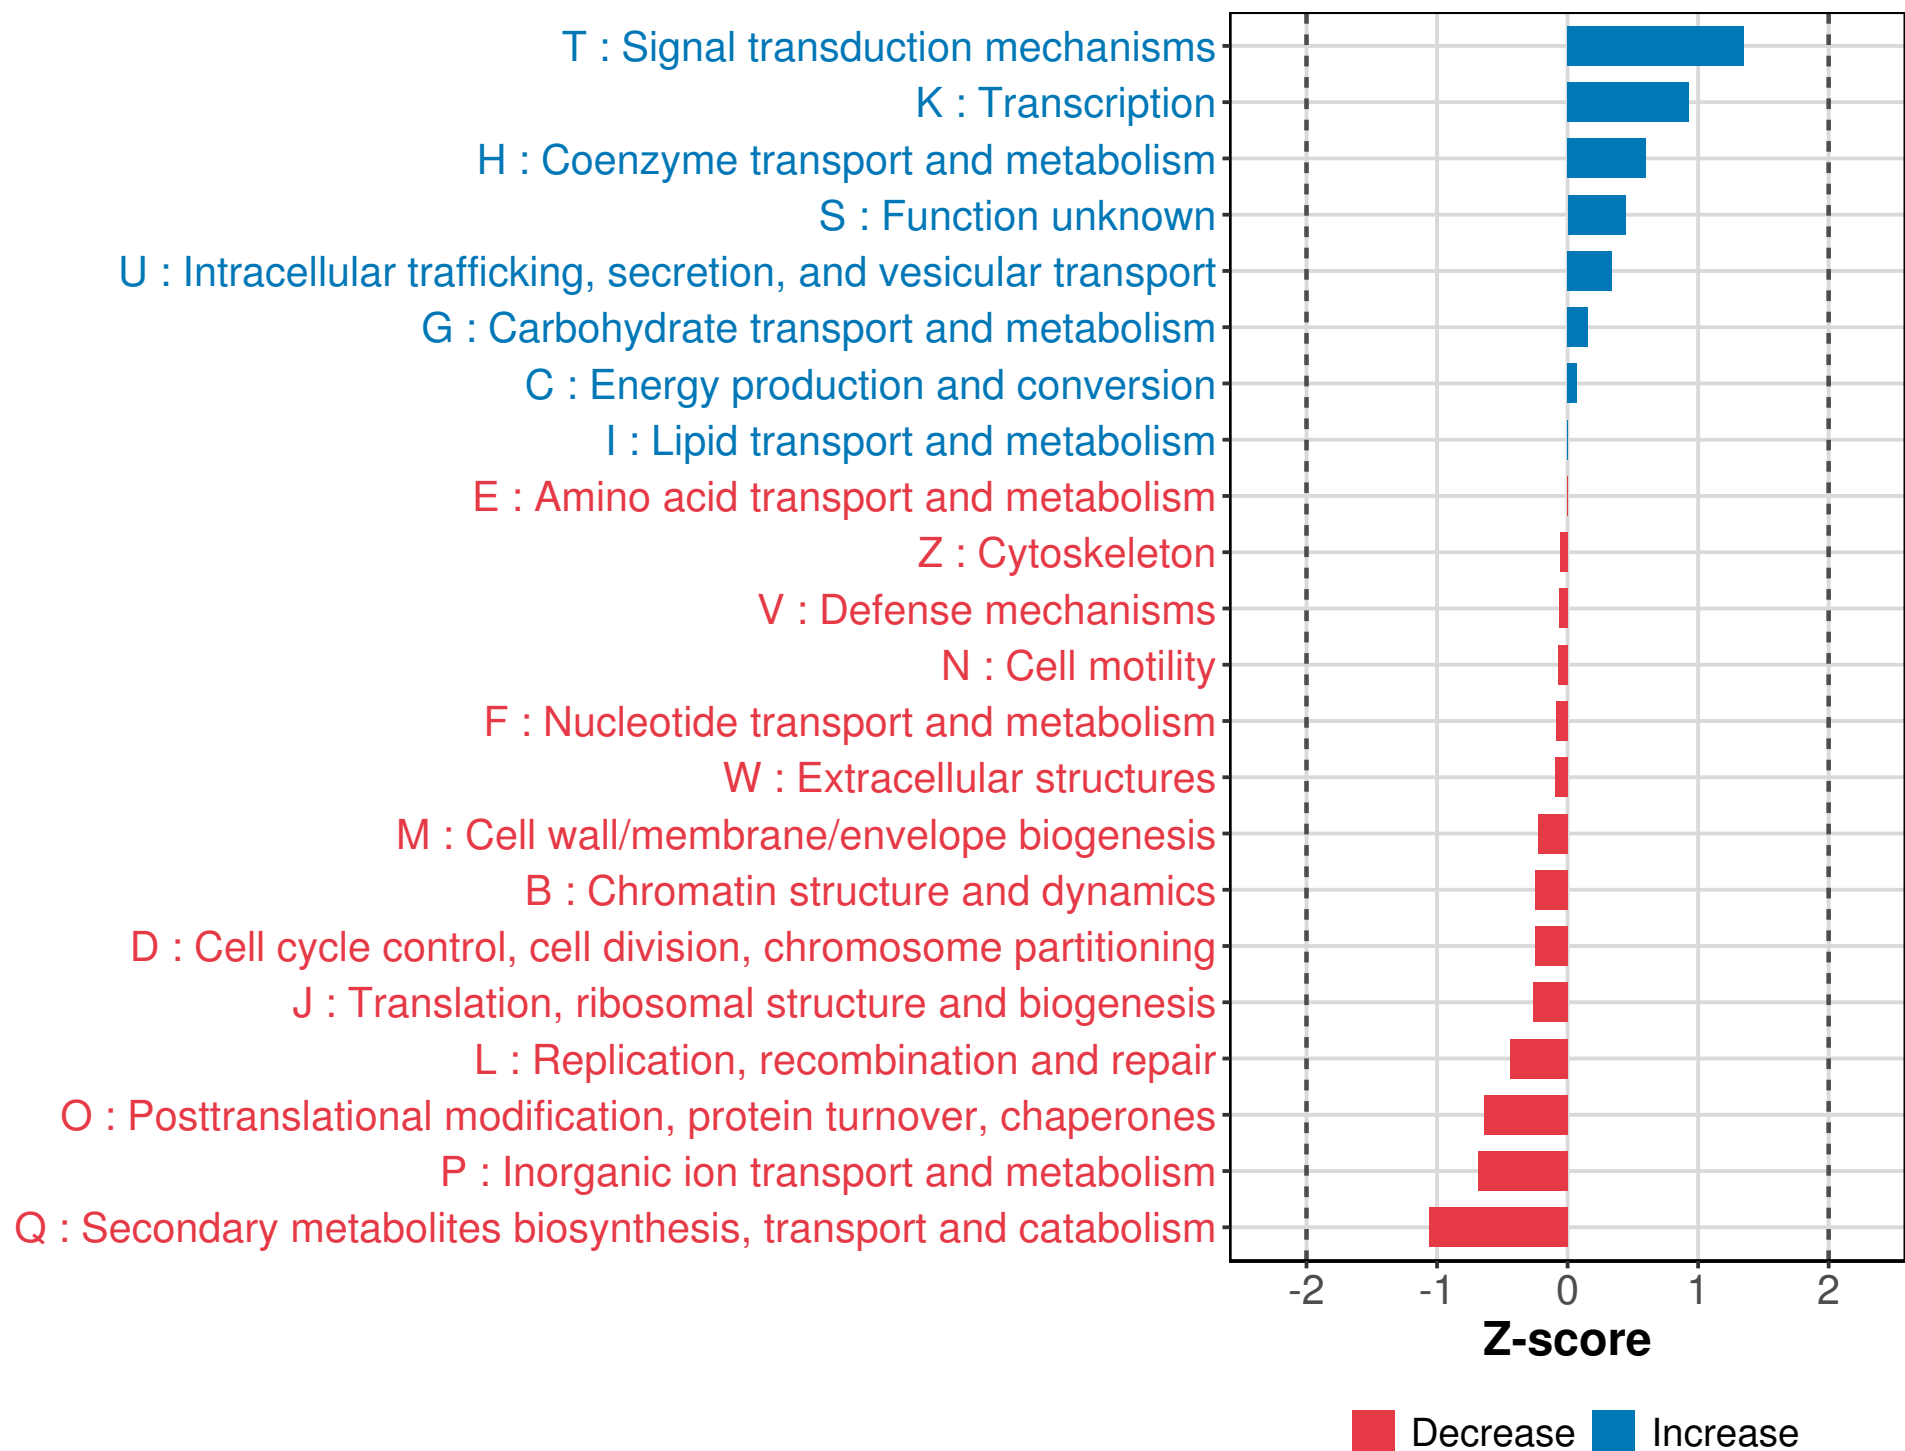 T : Signal transduction mechanisms
K : Transcription
H : Coenzyme transport and metabolism
S : Function unknown
U : Intracellular trafficking, secretion, and vesicular transport
G : Carbohydrate transport and metabolism
C : Energy production and conversion
I : Lipid transport and metabolism
E : Amino acid transport and metabolism
Z : Cytoskeleton
V : Defense mechanisms
N : Cell motility
F : Nucleotide transport and metabolism
W : Extracellular structures
M : Cell wall/membrane/envelope biogenesis
B : Chromatin structure and dynamics
D : Cell cycle control, cell division, chromosome partitioning
J : Translation, ribosomal structure and biogenesis
L : Replication, recombination and repair
O : Posttranslational modification, protein turnover, chaperones
P : Inorganic ion transport and metabolism
Q : Secondary metabolites biosynthesis, transport and catabolism
-2 -1 0 1 2
Z-score
Decrease Increase